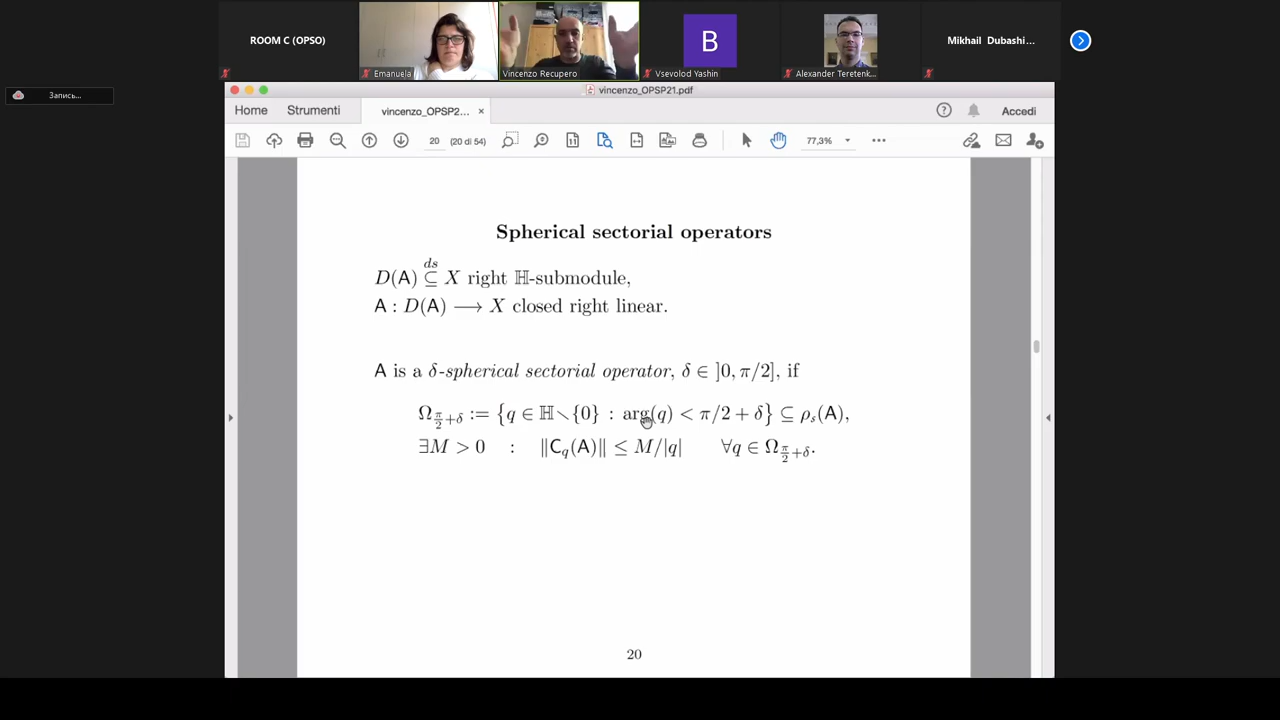 ROOM C (OPSO)
Emanuela
Vincenzo Recupero
B
Vsevolod Yashin
Alexander Teretenk...
Mikhail Dubashi...
Запись...
vincenzo_OPSP21.pdf
Home Strumenti vincenzo_OPSP2... × Accedi
20 (20 di 54) 77,3%
Spherical sectorial operators
D(A) ⊆^{ds} X right ℍ-submodule,
A : D(A) ⟶ X closed right linear.
A is a δ-spherical sectorial operator, δ ∈ ]0, π/2], if
Ω_{π/2+δ} := {q ∈ ℍ∖{0} : arg(q) < π/2 + δ} ⊆ ρ_s(A),
∃M > 0 : ‖C_q(A)‖ ≤ M/|q| ∀q ∈ Ω_{π/2+δ}.
20